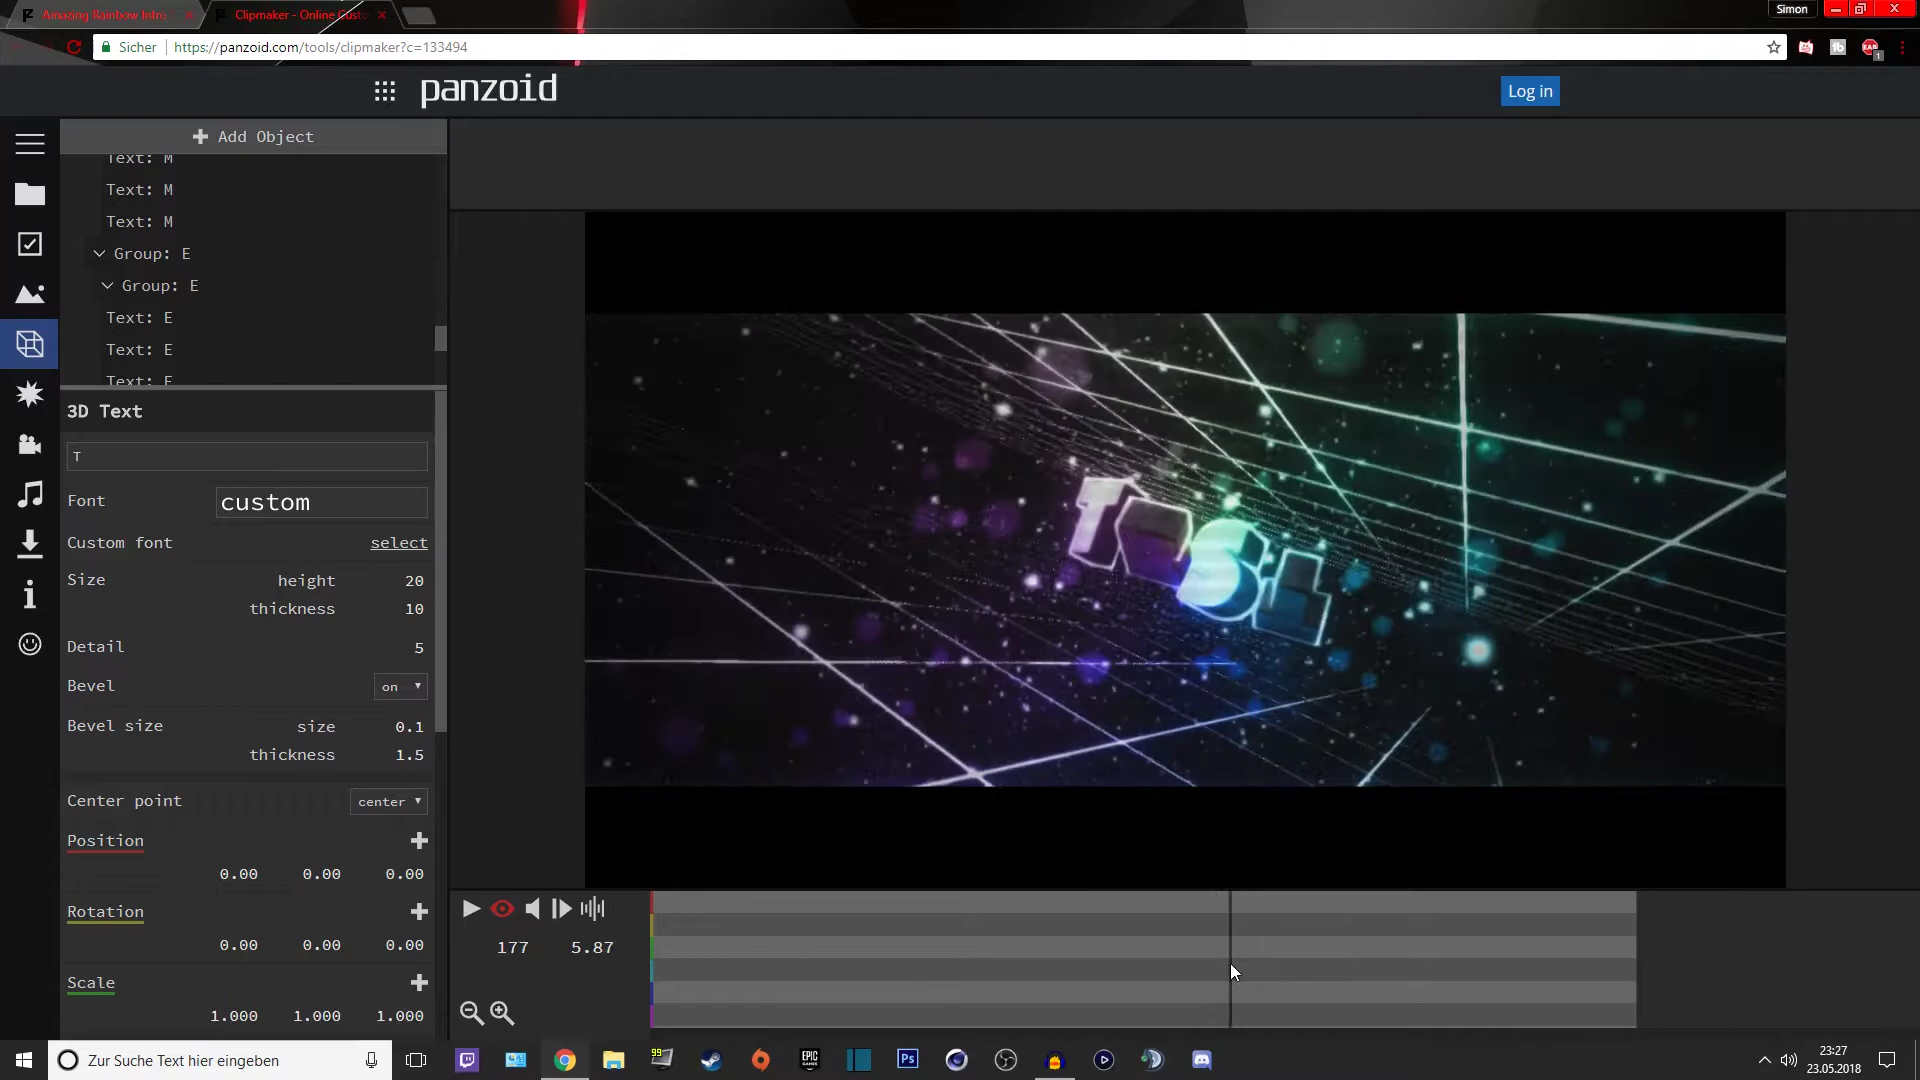 Amazing Rainbow Intro
Clipmaker - Online Cust
Simon
Sicher
https://panzoid.com/tools/clipmaker?c=133494
panzoid
Log in
Add Object
Text: M
Text: M
Text: M
Group: E
Group: E
Text: E
Text: E
Text: E
3D Text
T
Font custom
Custom font select
Size height 20
thickness 10
Detail 5
Bevel on
Bevel size size 0.1
thickness 1.5
Center point center
Position
0.00 0.00 0.00
Rotation
0.00 0.00 0.00
Scale
1.000 1.000 1.000
177 5.87
Zur Suche Text hier eingeben
99
EPIC GAMES
Ps
23:27
23.05.2018